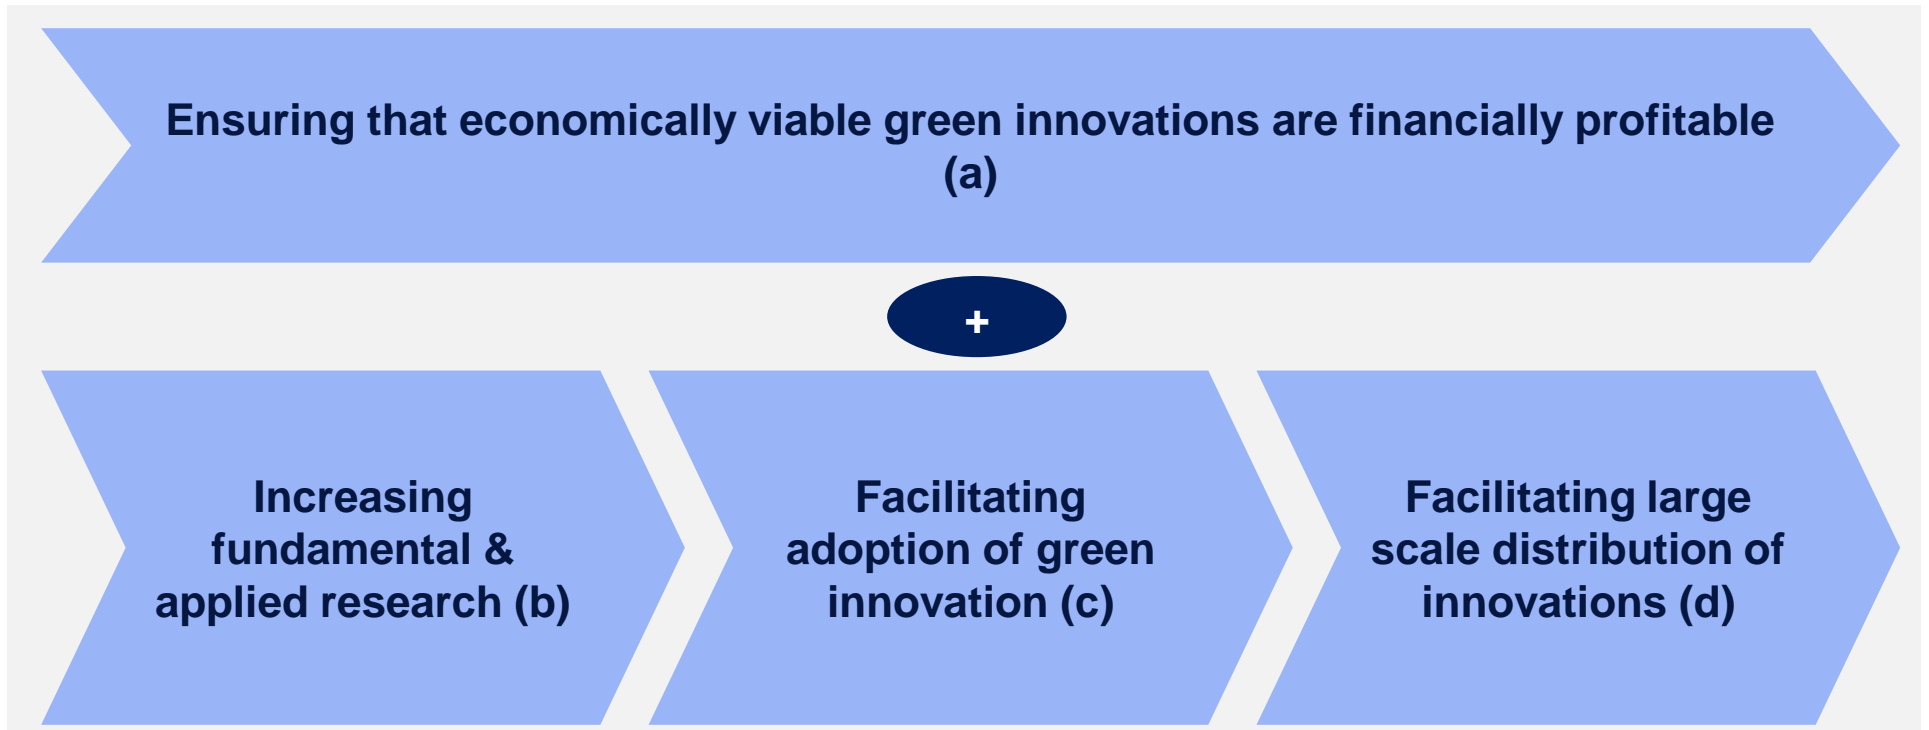 Ensuring that economically viable green innovations are financially profitable
(a)
+
Increasing
fundamental &
applied research (b)
Facilitating
adoption of green
innovation (c)
Facilitating large
scale distribution of
innovations (d)